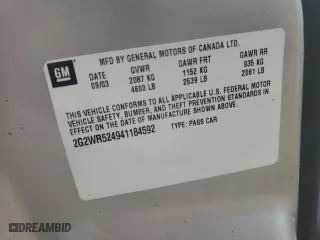 GM
MFD BY GENERAL MOTORS OF CANADA LTD.
DATE GVWR GAWR FRT GAWR RR
09/03 2087 KG 1152 KG 935 KG
4600 LB 2539 LB 2061 LB
THIS VEHICLE CONFORMS TO ALL APPLICABLE U.S. FEDERAL MOTOR
VEHICLE SAFETY, BUMPER, AND THEFT PREVENTION STANDARDS IN
EFFECT ON THE DATE OF MANUFACTURE SHOWN ABOVE.
2G2WR524941184592 TYPE: PASS CAR